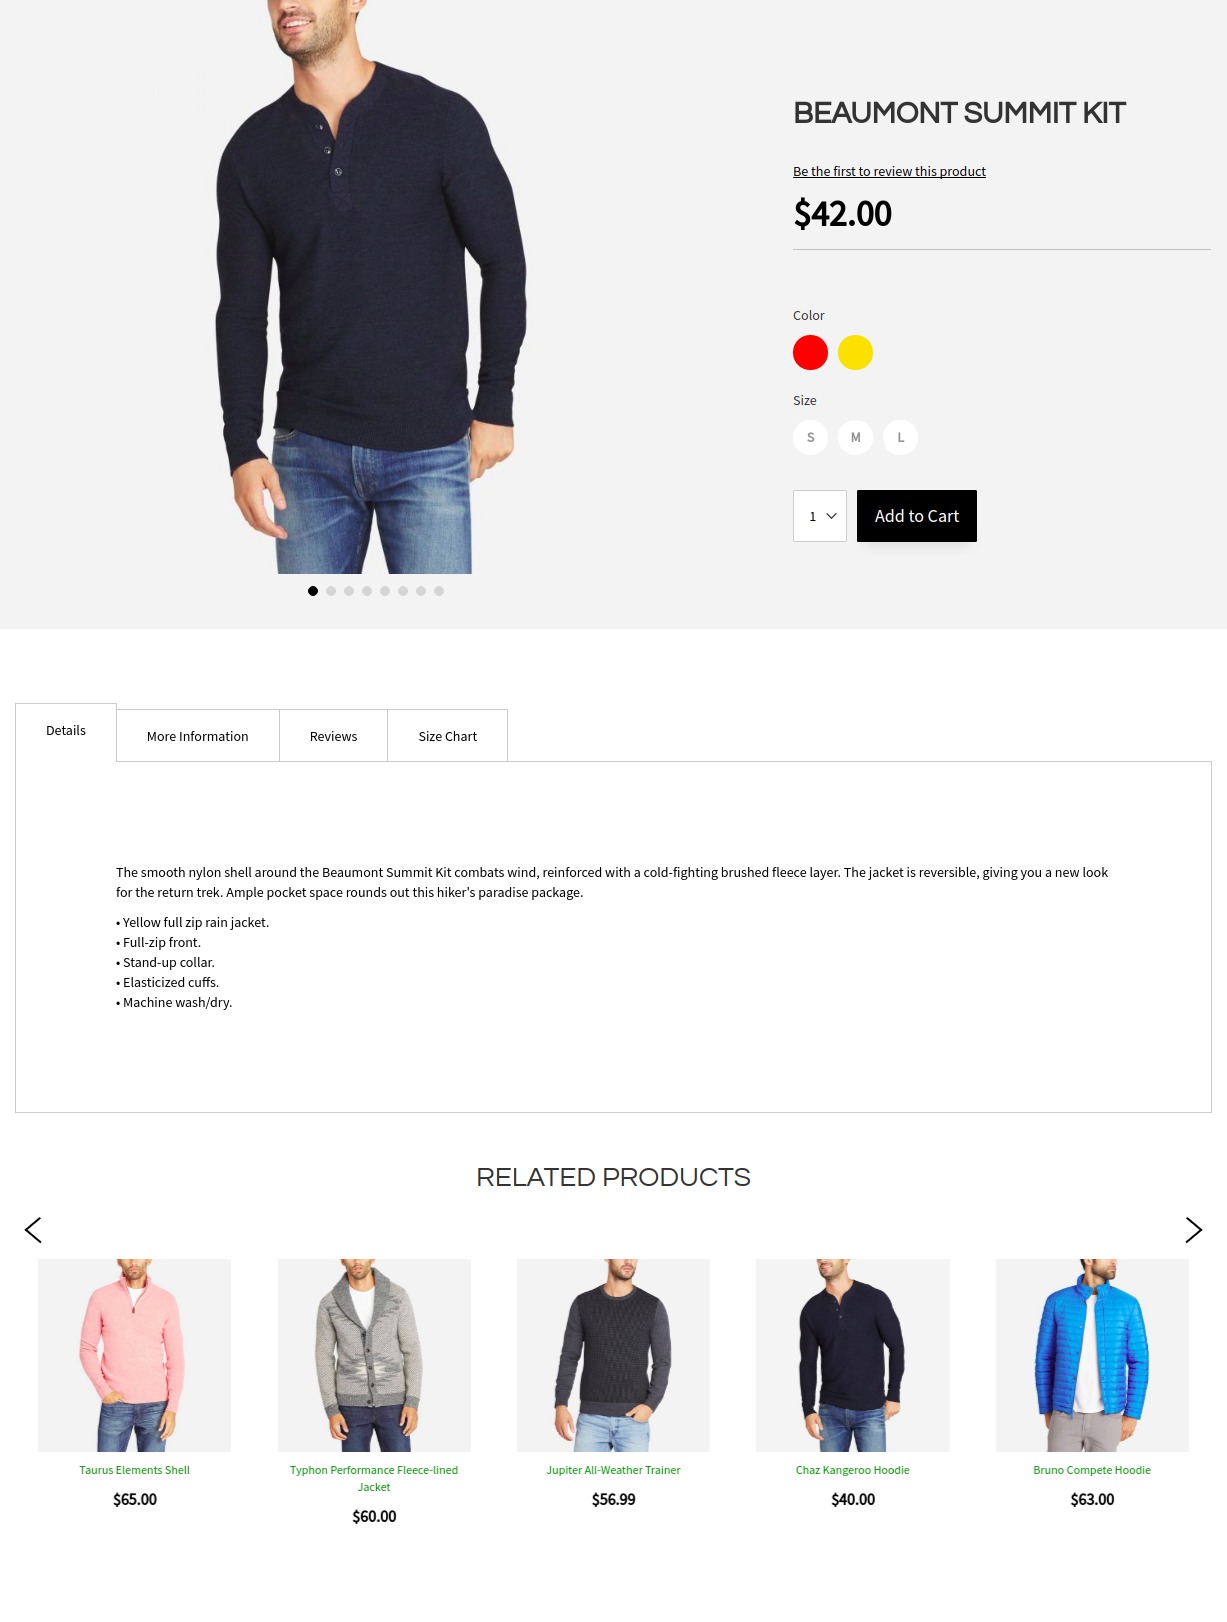 BEAUMONT SUMMIT KIT
Be the first to review this product
$42.00
Color
Size
S M L
1
Add to Cart
Details
More Information
Reviews
Size Chart
The smooth nylon shell around the Beaumont Summit Kit combats wind, reinforced with a cold-fighting brushed fleece layer. The jacket is reversible, giving you a new look
for the return trek. Ample pocket space rounds out this hiker's paradise package.
• Yellow full zip rain jacket.
• Full-zip front.
• Stand-up collar.
• Elasticized cuffs.
• Machine wash/dry.
RELATED PRODUCTS
Taurus Elements Shell
$65.00
Typhon Performance Fleece-lined
Jacket
$60.00
Jupiter All-Weather Trainer
$56.99
Chaz Kangeroo Hoodie
$40.00
Bruno Compete Hoodie
$63.00